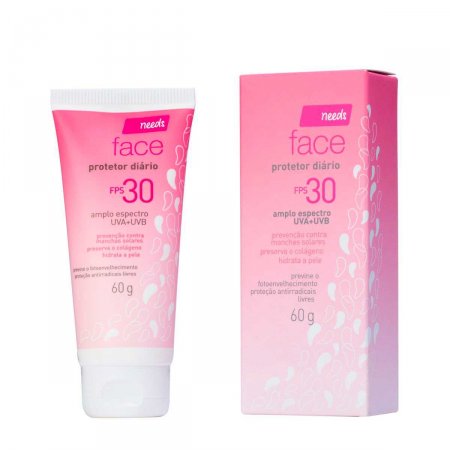 needs
face
protetor diário
FPS 30
amplo espectro
UVA+UVB
prevenção contra
manchas solares
preserva o colágeno
hidrata a pele
previne o fotoenvelhecimento
proteção antirradicais livres
60 g
needs
face
protetor diário
FPS 30
amplo espectro
UVA+UVB
prevenção contra
manchas solares
preserva o colágeno
hidrata a pele
previne o
fotoenvelhecimento
proteção antirradicais
livres
60 g